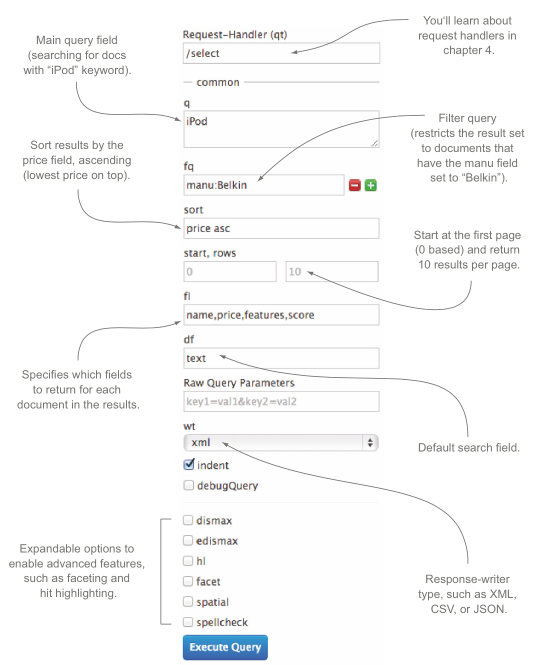 Request-Handler (qt)
/select
You'll learn about
request handlers in
chapter 4.
Main query field
(searching for docs
with “iPod” keyword).
common
q
iPod
Filter query
(restricts the result set
to documents that
have the manu field
set to “Belkin”).
Sort results by the
price field, ascending
(lowest price on top).
fq
manu:Belkin
sort
price asc
start, rows
0
10
Start at the first page
(0 based) and return
10 results per page.
fl
name,price,features,score
Specifies which fields
to return for each
document in the results.
df
text
Raw Query Parameters
key1=val1&key2=val2
Default search field.
wt
xml
indent
debugQuery
Expandable options to
enable advanced features,
such as faceting and
hit highlighting.
dismax
edismax
hl
facet
spatial
spellcheck
Response-writer
type, such as XML,
CSV, or JSON.
Execute Query